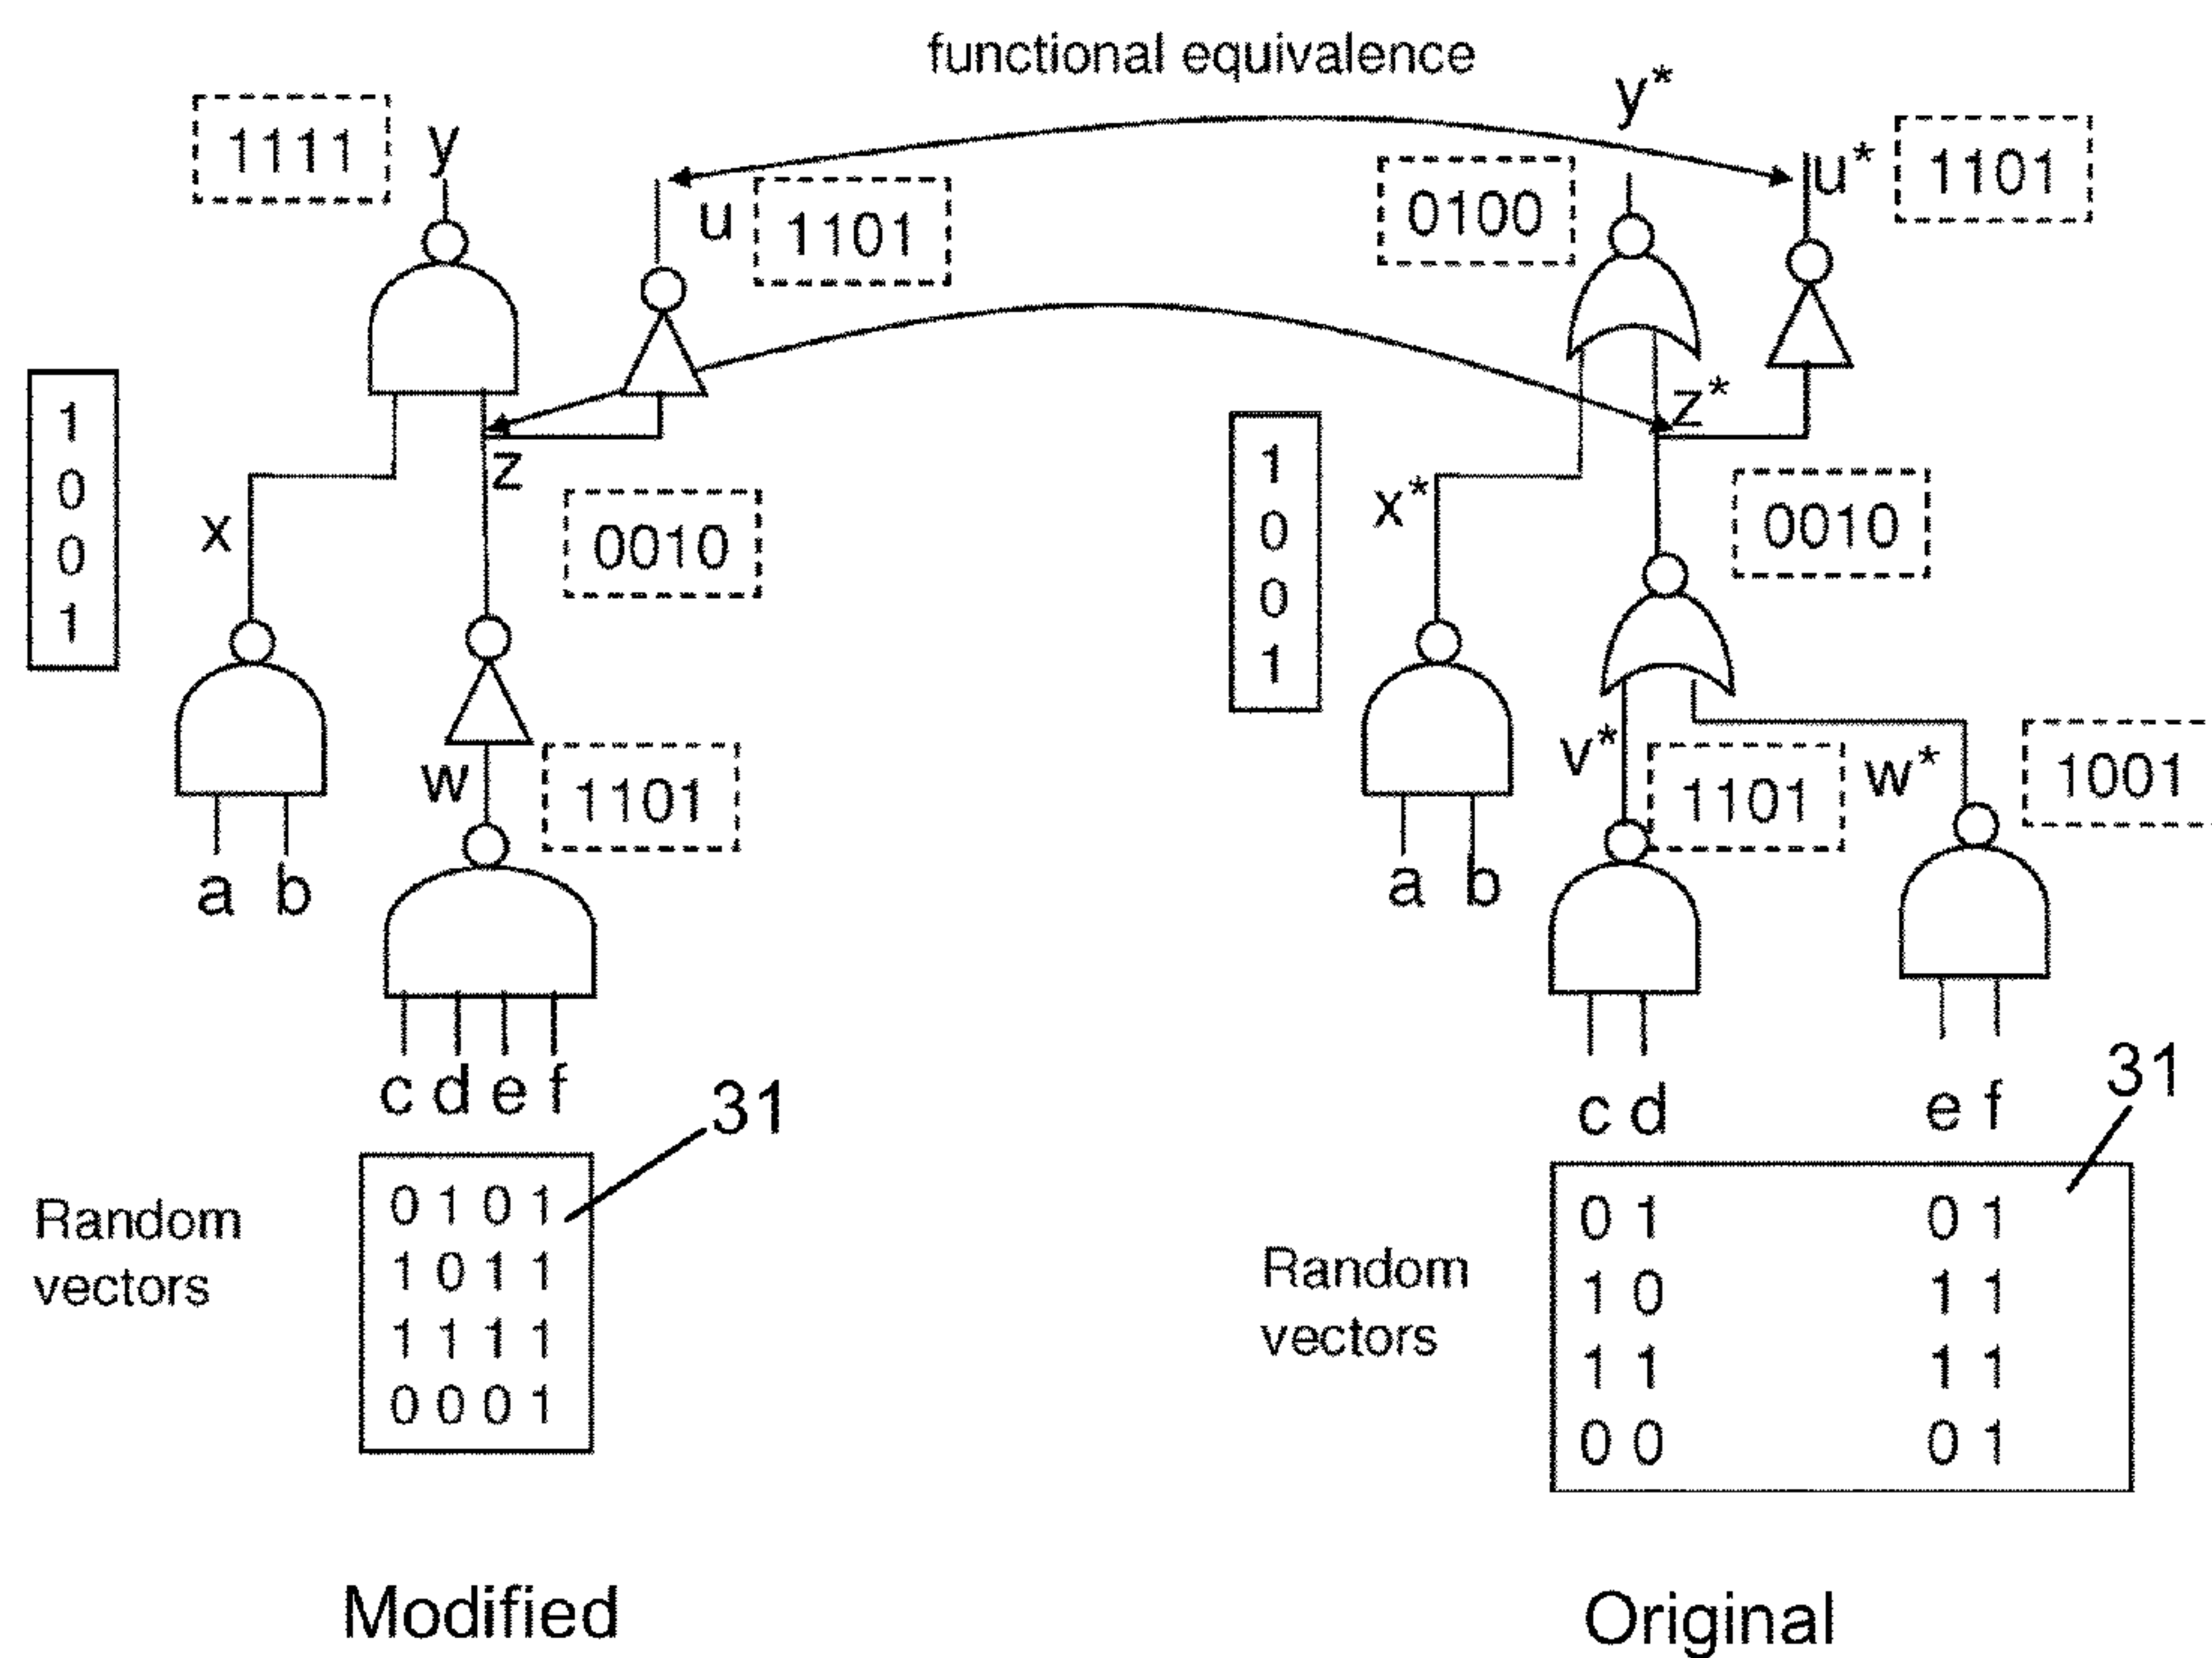 functional equivalence
1111
y
u
1101
y*
0100
u*
1101
1
0
0
1
x
z
0010
w
1101
a b
c d e f
31
Random
vectors
0 1 0 1
1 0 1 1
1 1 1 1
0 0 0 1
Modified
1
0
0
1
x*
z*
0010
v*
1101
w*
1001
a b
c d
e f
31
Random
vectors
0 1 0 1
1 0 1 1
1 1 1 1
0 0 0 1
Original